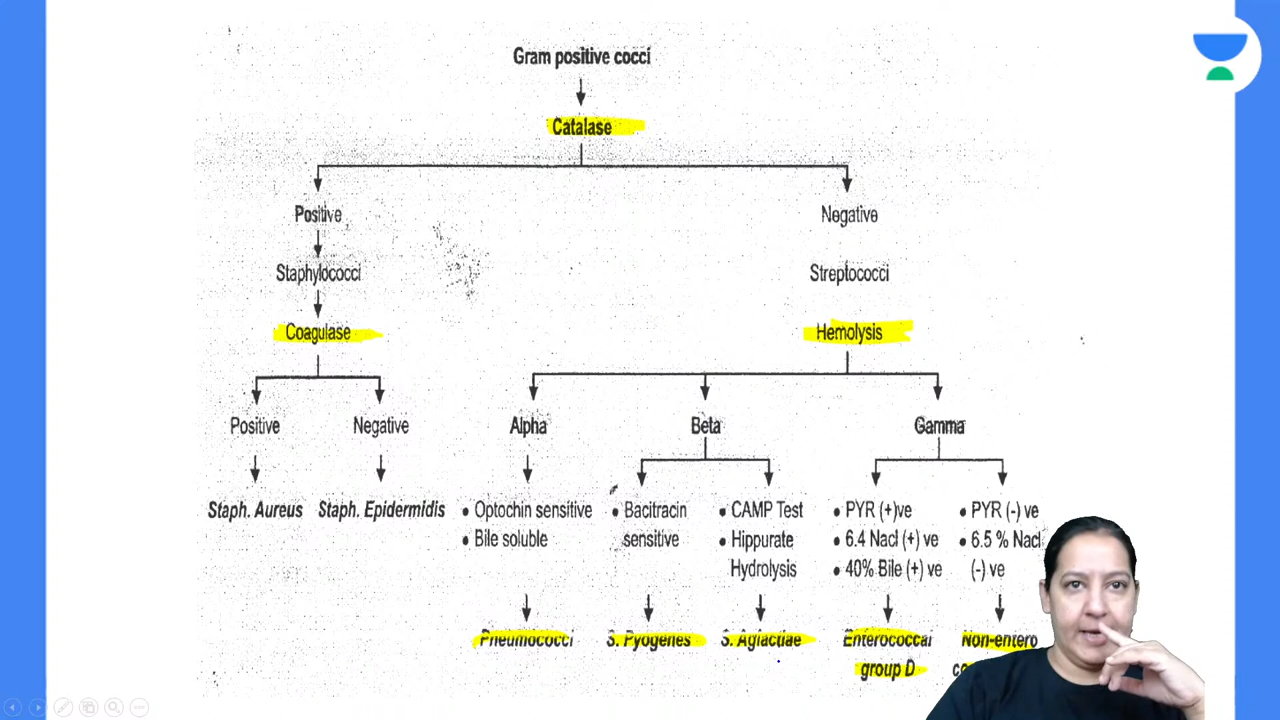 Gram positive cocci
Catalase
Positive
Negative
Staphylococci
Streptococci
Coagulase
Hemolysis
Positive
Negative
Alpha
Beta
Gamma
Staph. Aureus
Staph. Epidermidis
• Optochin sensitive
• Bile soluble
• Bacitracin
sensitive
• CAMP Test
• Hippurate
Hydrolysis
• PYR (+)ve
• 6.4 Nacl (+) ve
• 40% Bile (+) ve
• PYR (-) ve
• 6.5 % Nacl
(-) ve
Pneumococci
S. Pyogenes
S. Aglactiae
Enterococcal
group D
Non-entero